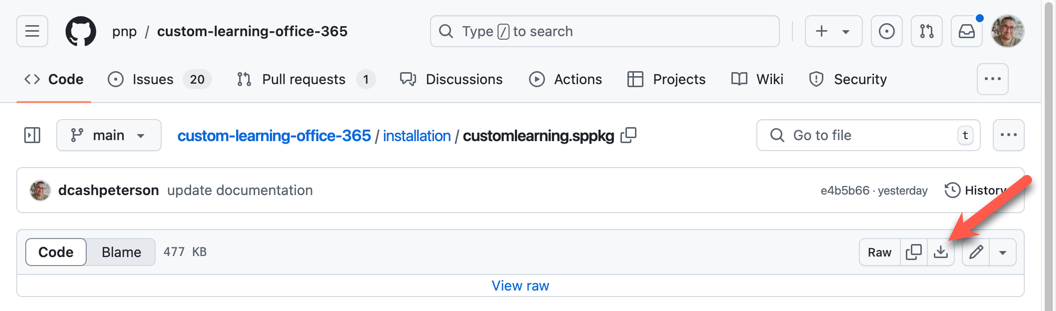 pnp / custom-learning-office-365 Type / to search
Code Issues 20 Pull requests 1 Discussions Actions Projects Wiki Security
main custom-learning-office-365 / installation / customlearning.sppkg Go to file t
dcashpeterson update documentation e4b5b66 · yesterday History
Code Blame 477 KB Raw
View raw